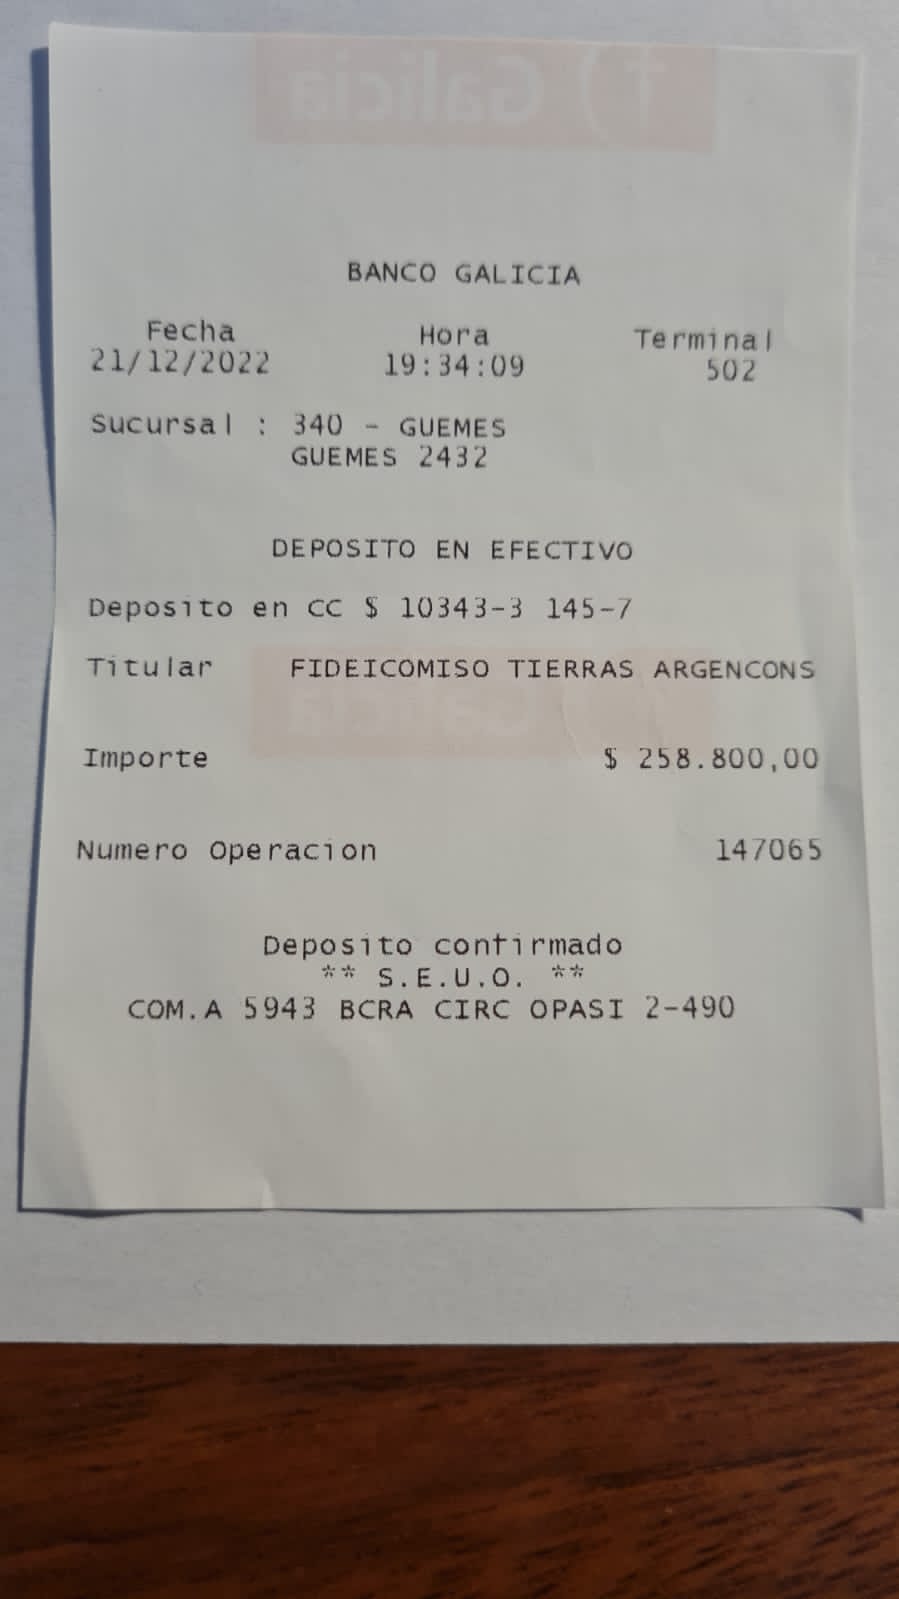 Galicia
BANCO GALICIA
Fecha Hora Terminal
21/12/2022 19:34:09 502
Sucursal : 340 - GUEMES
GUEMES 2432
DEPOSITO EN EFECTIVO
Deposito en CC $ 10343-3 145-7
Titular FIDEICOMISO TIERRAS ARGENCONS
Galicia
Importe $ 258.800,00
Numero Operacion 147065
Deposito confirmado
** S.E.U.O. **
COM.A 5943 BCRA CIRC OPASI 2-490